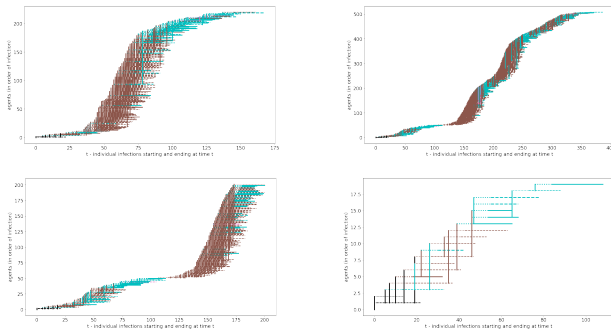 agents (in order of infection)
200
150
100
50
0
0 25 50 75 100 125 150 175
t - individual infections starting and ending at time t
agents (in order of infection)
500
400
300
200
100
0
0 50 100 150 200 250 300 350 400
t - individual infections starting and ending at time t
agents (in order of infection)
200
175
150
125
100
75
50
25
0
0 25 50 75 100 125 150 175 200
t - individual infections starting and ending at time t
agents (in order of infection)
17.5
15.0
12.5
10.0
7.5
5.0
2.5
0.0
0 20 40 60 80 100
t - individual infections starting and ending at time t